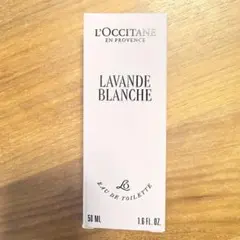 L'OCCITANE
EN PROVENCE
LAVANDE
BLANCHE
EAU DE TOILETTE
50 ML 1.6 FL. OZ.